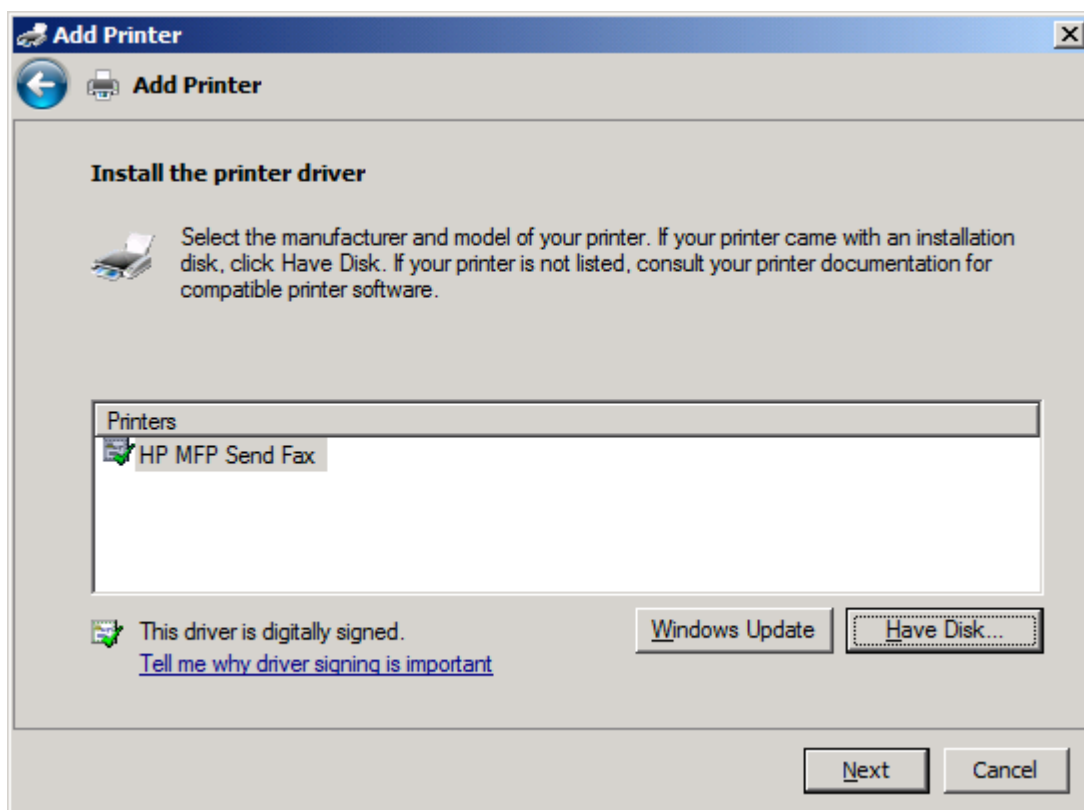 Add Printer
Add Printer
Install the printer driver
Select the manufacturer and model of your printer. If your printer came with an installation
disk, click Have Disk. If your printer is not listed, consult your printer documentation for
compatible printer software.
Printers
HP MFP Send Fax
This driver is digitally signed.
Tell me why driver signing is important
Windows Update
Have Disk...
Next
Cancel